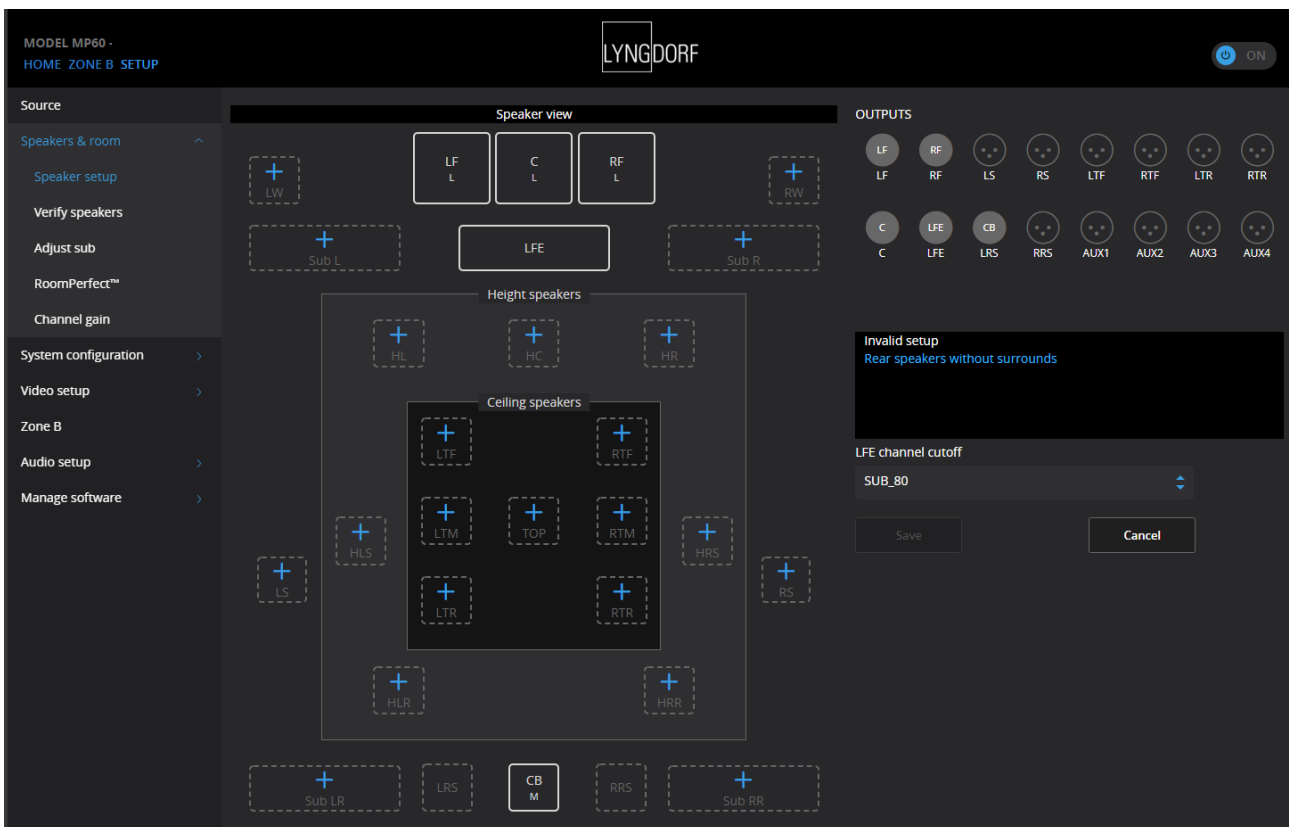 MODEL MP60 -
HOME ZONE B SETUP
LYNGDORF
ON
Source
Speakers & room
Speaker setup
Verify speakers
Adjust sub
RoomPerfect™
Channel gain
System configuration
Video setup
Zone B
Audio setup
Manage software
Speaker view
LW
LF
L
C
L
RF
L
RW
Sub L
LFE
Sub R
Height speakers
HL
HC
HR
Ceiling speakers
LTF
RTF
LTM
TOP
RTM
HLS
HRS
LS
RS
LTR
RTR
HLR
HRR
Sub LR
LRS
CB
M
RRS
Sub RR
OUTPUTS
LF RF
LF RF LS RS LTF RTF LTR RTR
C LFE CB
C LFE LRS RRS AUX1 AUX2 AUX3 AUX4
Invalid setup
Rear speakers without surrounds
LFE channel cutoff
SUB_80
Save
Cancel